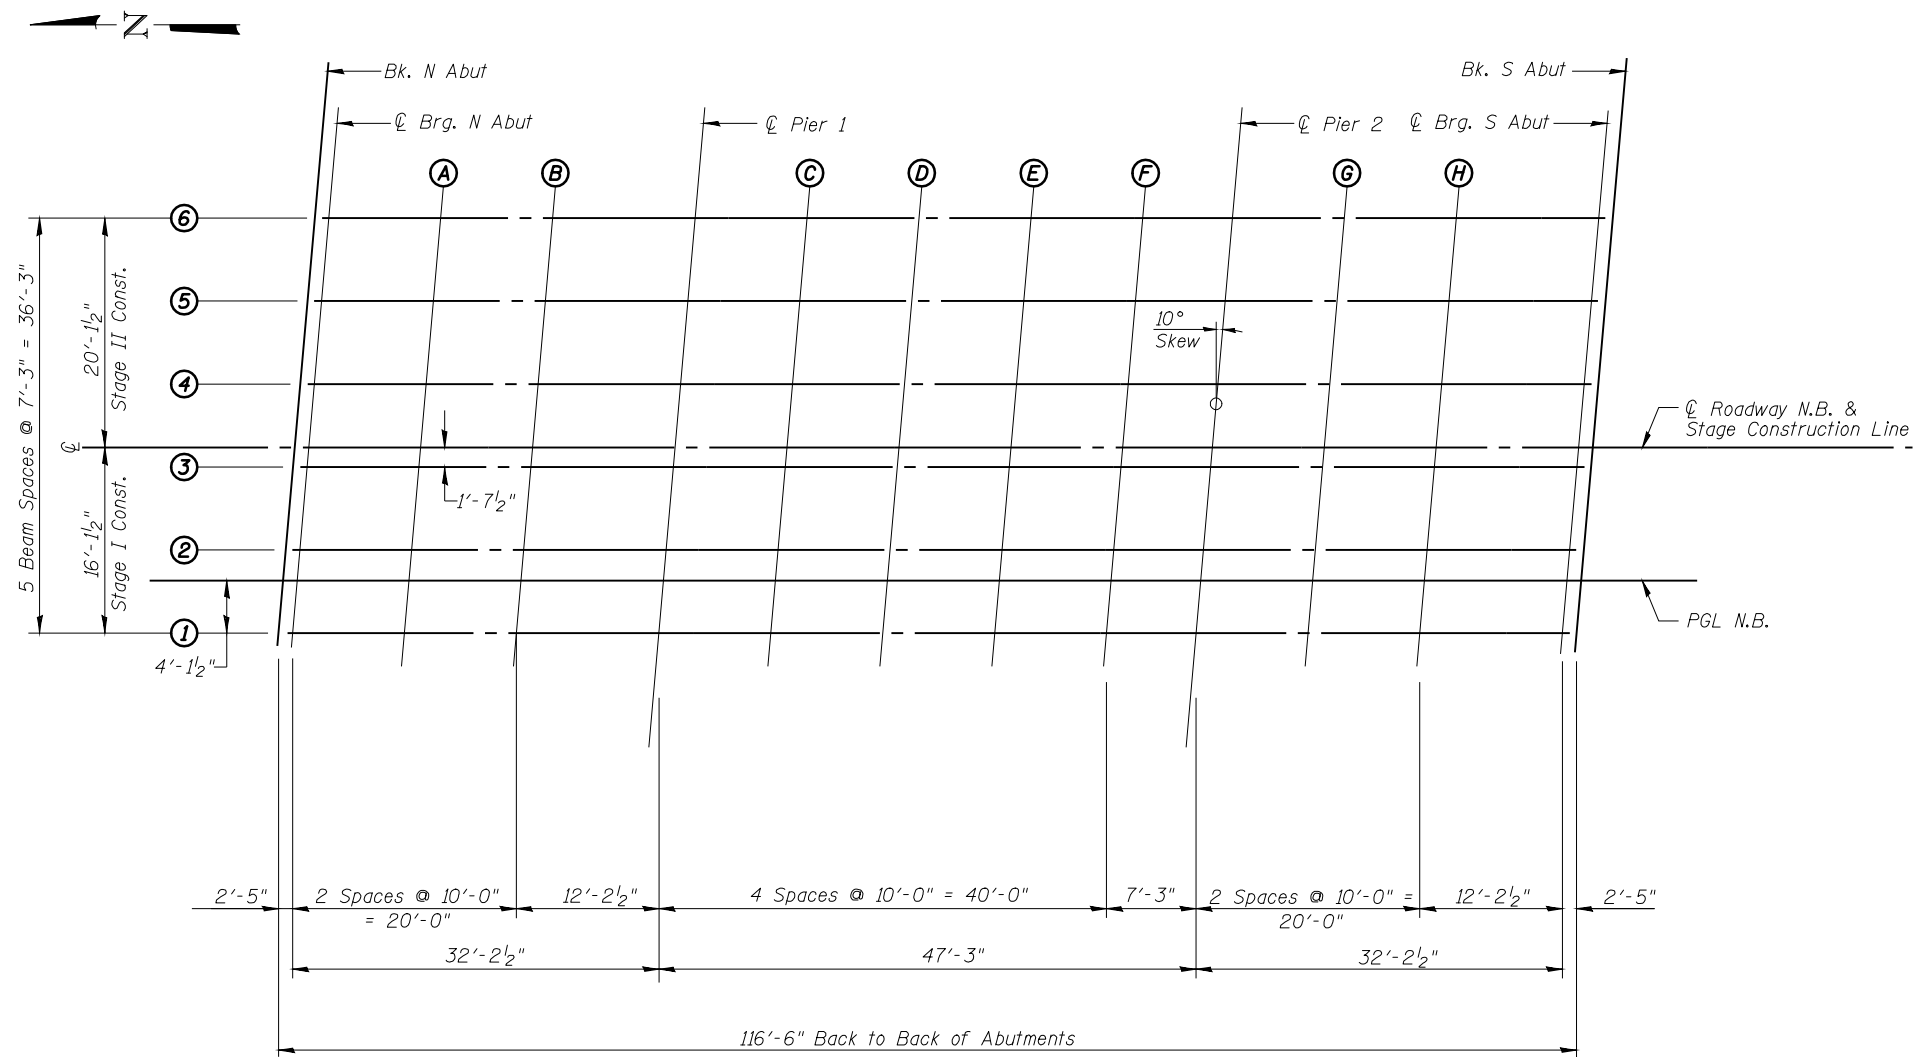 N
Bk. N Abut
Bk. S Abut
℄ Brg. N Abut
℄ Pier 1
℄ Pier 2
℄ Brg. S Abut
A
B
C
D
E
F
G
H
6
5
4
3
2
1
5 Beam Spaces @ 7'-3" = 36'-3"
20'-1½"
Stage II Const.
16'-1½"
Stage I Const.
℄
10°
Skew
℄ Roadway N.B. &
Stage Construction Line
1'-7½"
PGL N.B.
4'-1½"
2'-5"
2 Spaces @ 10'-0"
= 20'-0"
12'-2½"
4 Spaces @ 10'-0" = 40'-0"
7'-3"
2 Spaces @ 10'-0" =
20'-0"
12'-2½"
2'-5"
32'-2½"
47'-3"
32'-2½"
116'-6" Back to Back of Abutments